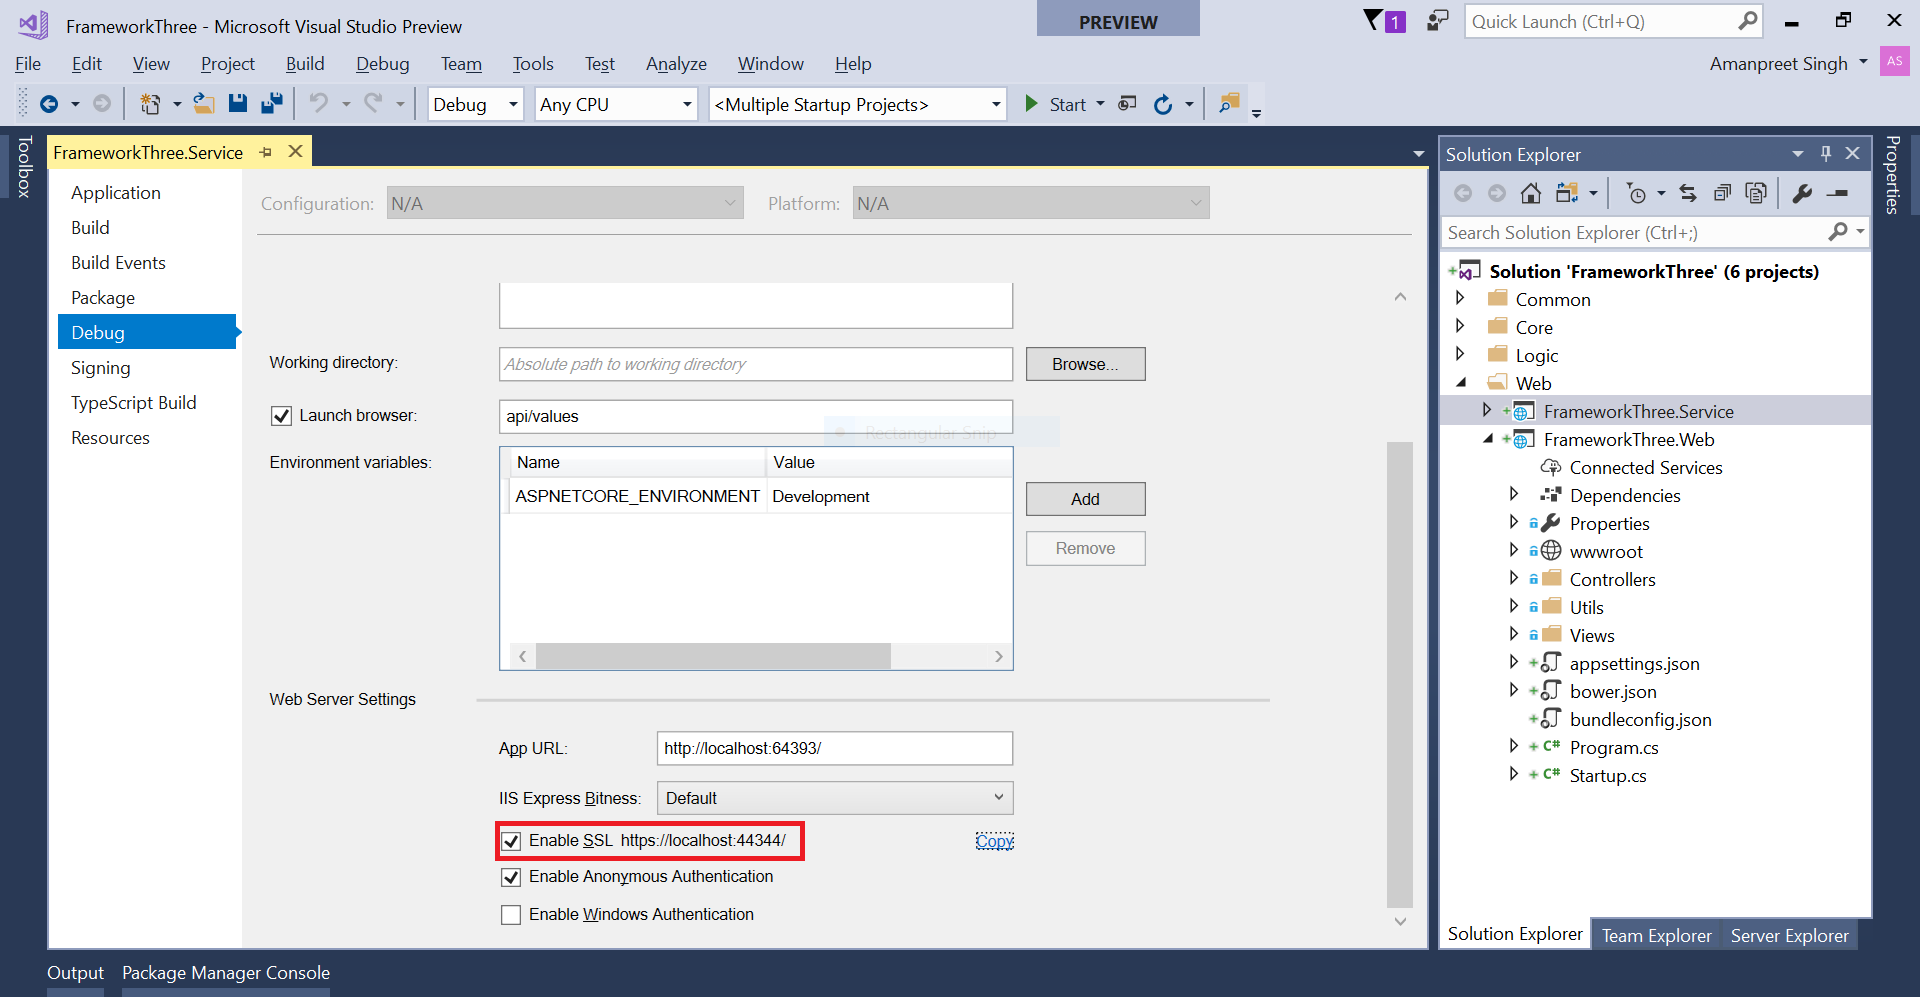 FrameworkThree - Microsoft Visual Studio Preview
PREVIEW
1
Quick Launch (Ctrl+Q)
File Edit View Project Build Debug Team Tools Test Analyze Window Help
Amanpreet Singh
AS
Debug
Any CPU
<Multiple Startup Projects>
Start
Toolbox
FrameworkThree.Service
Application
Build
Build Events
Package
Debug
Signing
TypeScript Build
Resources
Configuration: N/A
Platform: N/A
Working directory: Absolute path to working directory Browse...
Launch browser: api/values
Rectangular Snip
Environment variables:
Name Value
ASPNETCORE_ENVIRONMENT Development
Add
Remove
Web Server Settings
App URL: http://localhost:64393/
IIS Express Bitness: Default
Enable SSL https://localhost:44344/ Copy
Enable Anonymous Authentication
Enable Windows Authentication
Solution Explorer
Search Solution Explorer (Ctrl+;)
Solution 'FrameworkThree' (6 projects)
Common
Core
Logic
Web
FrameworkThree.Service
FrameworkThree.Web
Connected Services
Dependencies
Properties
wwwroot
Controllers
Utils
Views
appsettings.json
bower.json
bundleconfig.json
C# Program.cs
C# Startup.cs
Solution Explorer Team Explorer Server Explorer
Properties
Output Package Manager Console